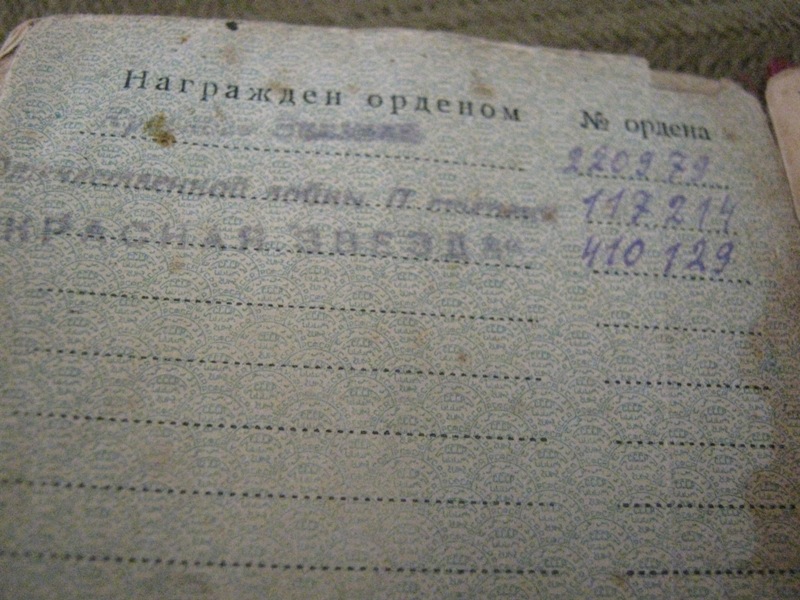 Награжден орденом № ордена
220979
Отечественной войны II степени 117214
КРАСНАЯ ЗВЕЗДА" 410129